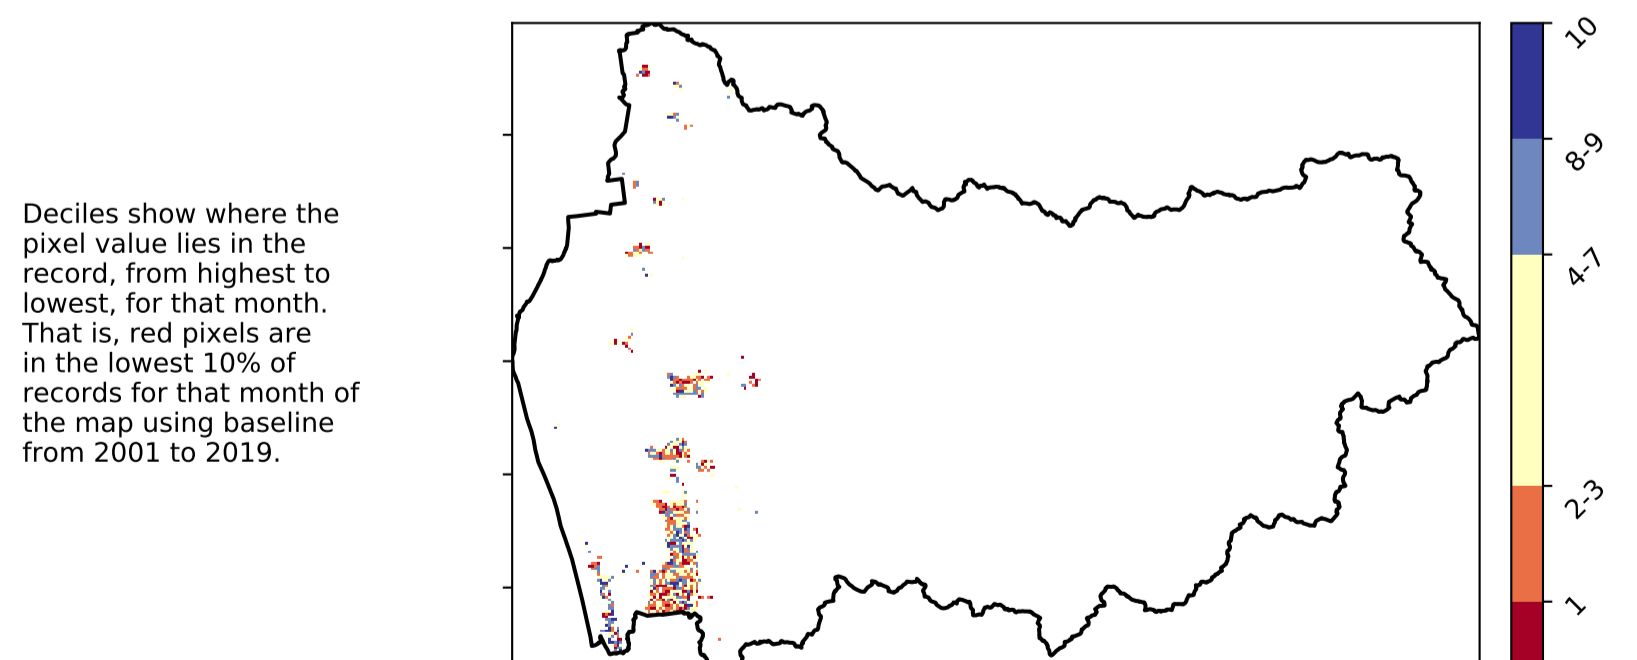 Deciles show where the
pixel value lies in the
record, from highest to
lowest, for that month.
That is, red pixels are
in the lowest 10% of
records for that month of
the map using baseline
from 2001 to 2019.
10
8-9
4-7
2-3
1